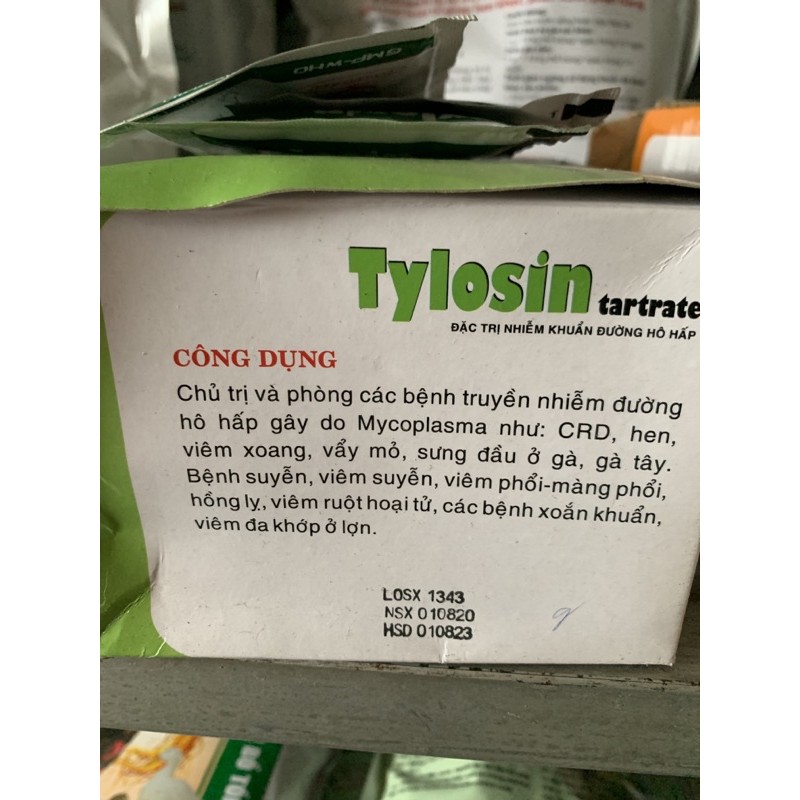 GMP-WHO
Tylosin tartrate
ĐẶC TRỊ NHIỄM KHUẨN ĐƯỜNG HÔ HẤP
CÔNG DỤNG
Chủ trị và phòng các bệnh truyền nhiễm đường
hô hấp gây do Mycoplasma như: CRD, hen,
viêm xoang, vẩy mỏ, sưng đầu ở gà, gà tây.
Bệnh suyễn, viêm suyễn, viêm phổi-màng phổi,
hồng lỵ, viêm ruột hoại tử, các bệnh xoắn khuẩn,
viêm đa khớp ở lợn.
LOSX 1343
NSX 010820
HSD 010823